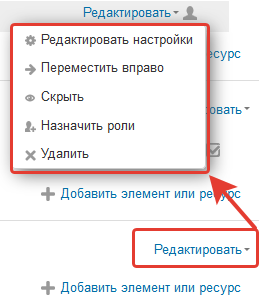 Редактировать
Редактировать настройки
ресурс
Переместить вправо
Скрыть
Назначить роли
Удалить
Добавить элемент или ресурс
Редактировать
Добавить элемент или ресурс